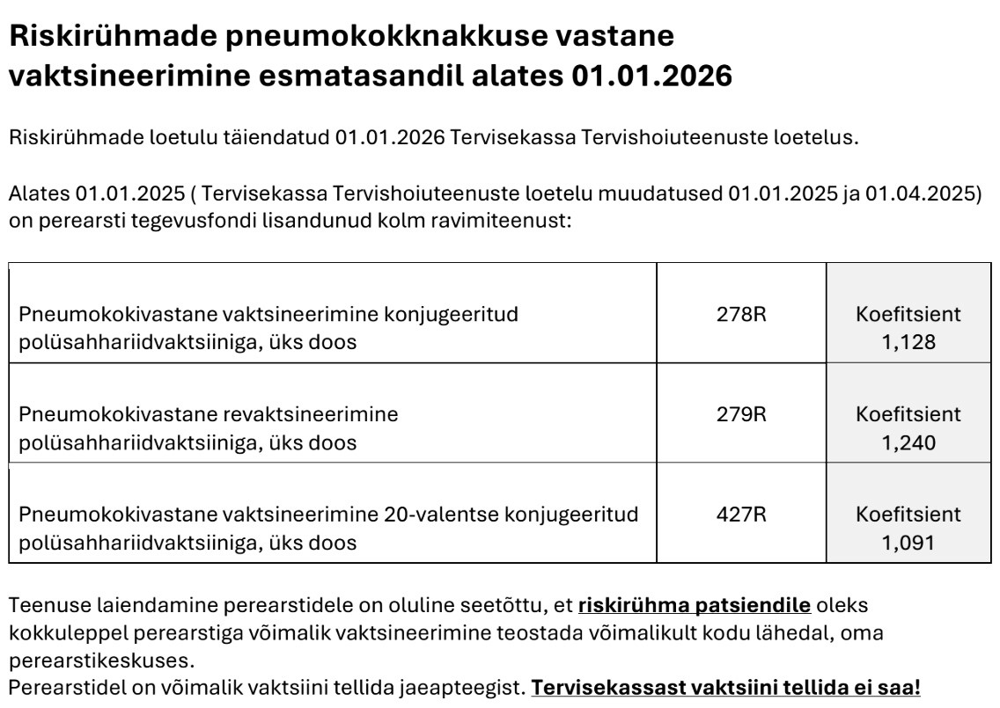 Riskirühmade pneumokokknakkuse vastane
vaktsineerimine esmatasandil alates 01.01.2026
Riskirühmade loetulu täiendatud 01.01.2026 Tervisekassa Tervishoiuteenuste loetelus.
Alates 01.01.2025 ( Tervisekassa Tervishoiuteenuste loetelu muudatused 01.01.2025 ja 01.04.2025)
on perearsti tegevusfondi lisandunud kolm ravimiteenust:
Pneumokokivastane vaktsineerimine konjugeeritud
polüsahhariidvaktsiiniga, üks doos
278R
Koefitsient
1,128
Pneumokokivastane revaktsineerimine
polüsahhariidvaktsiiniga, üks doos
279R
Koefitsient
1,240
Pneumokokivastane vaktsineerimine 20-valentse konjugeeritud
polüsahhariidvaktsiiniga, üks doos
427R
Koefitsient
1,091
Teenuse laiendamine perearstidele on oluline seetõttu, et riskirühma patsiendile oleks
kokkuleppel perearstiga võimalik vaktsineerimine teostada võimalikult kodu lähedal, oma
perearstikeskuses.
Perearstidel on võimalik vaktsiini tellida jaeapteegist. Tervisekassast vaktsiini tellida ei saa!